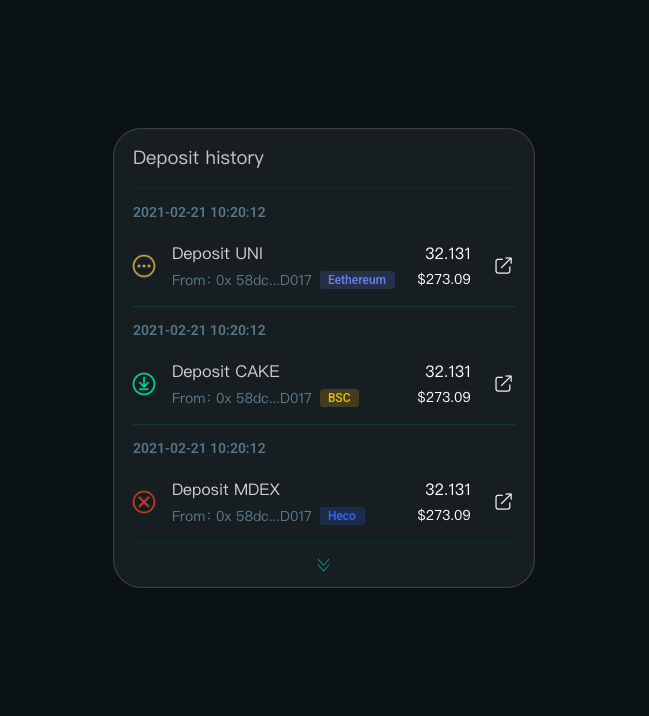 Deposit history
2021-02-21 10:20:12
Deposit UNI 32.131
From: 0x 58dc...D017 Eethereum $273.09
2021-02-21 10:20:12
Deposit CAKE 32.131
From: 0x 58dc...D017 BSC $273.09
2021-02-21 10:20:12
Deposit MDEX 32.131
From: 0x 58dc...D017 Heco $273.09